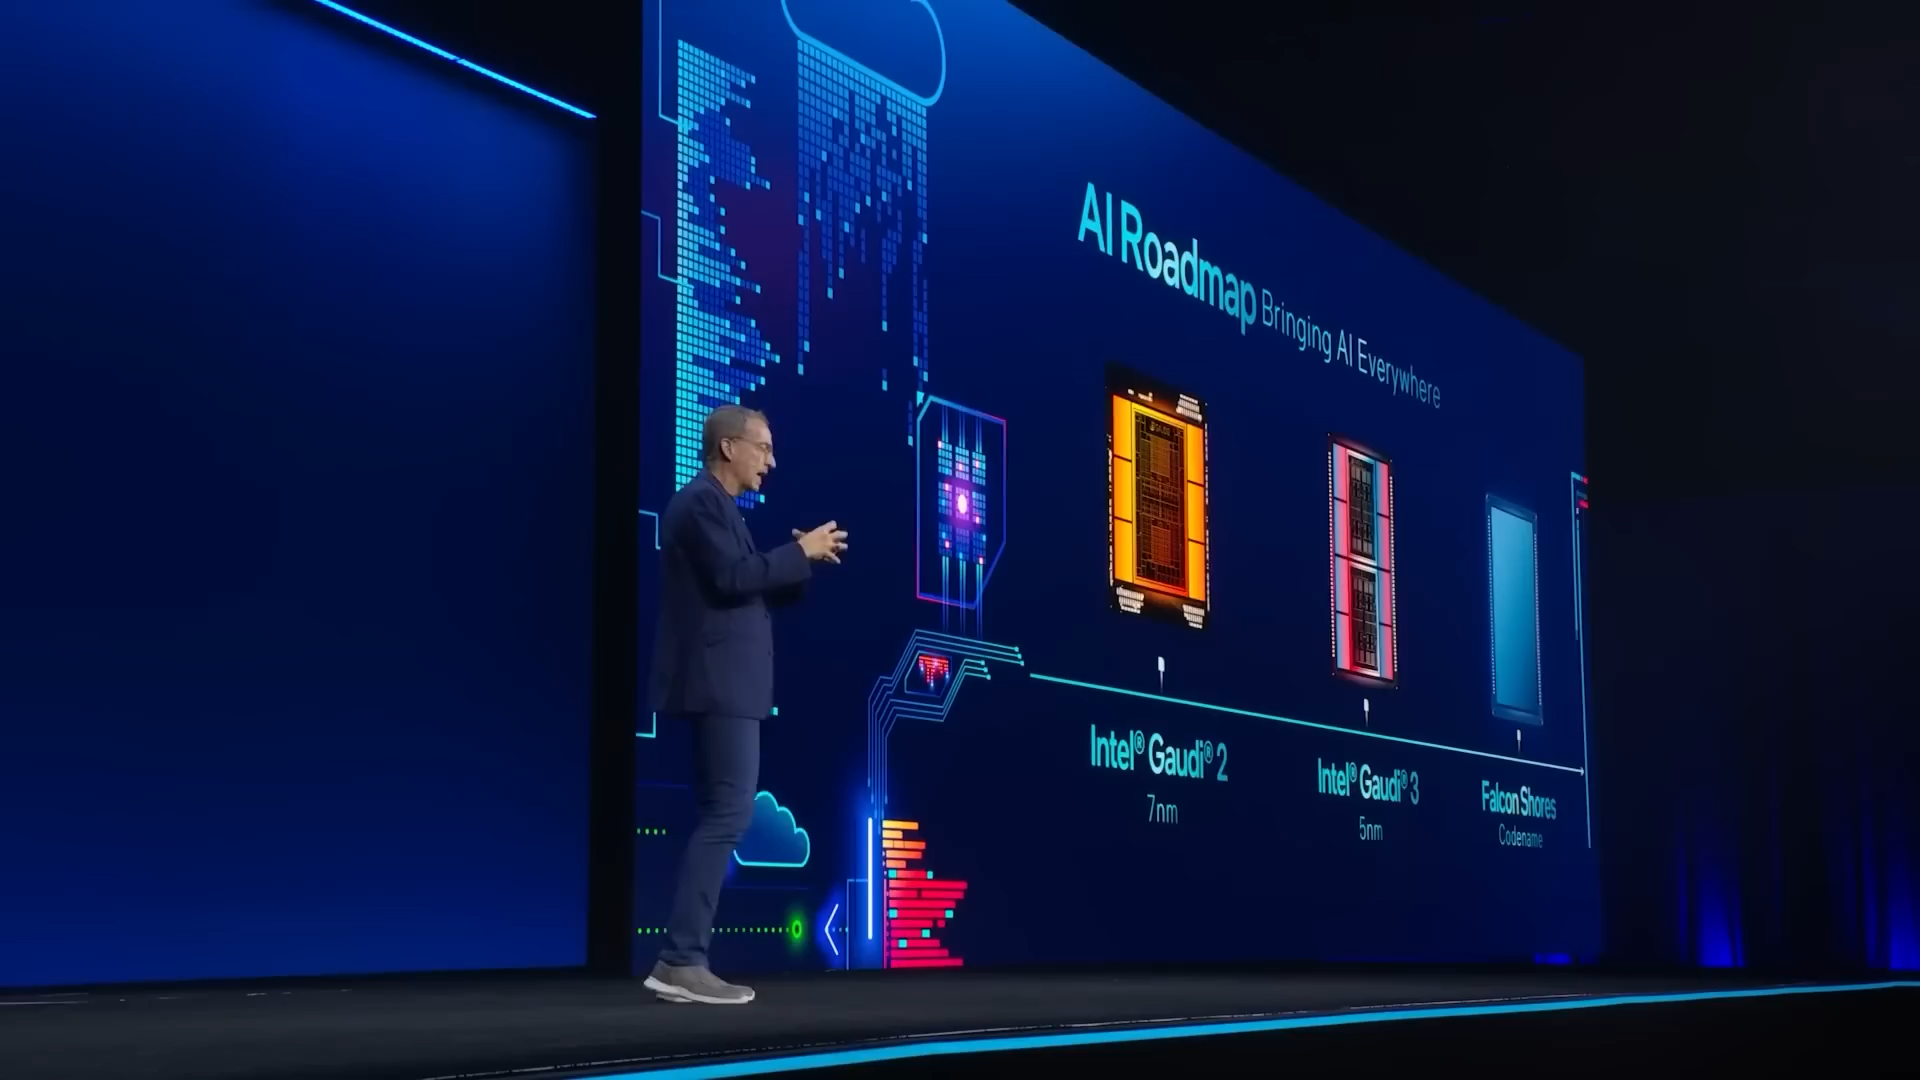 AI Roadmap Bringing AI Everywhere
Intel® Gaudi® 2
7nm
Intel® Gaudi® 3
5nm
Falcon Shores
Codename